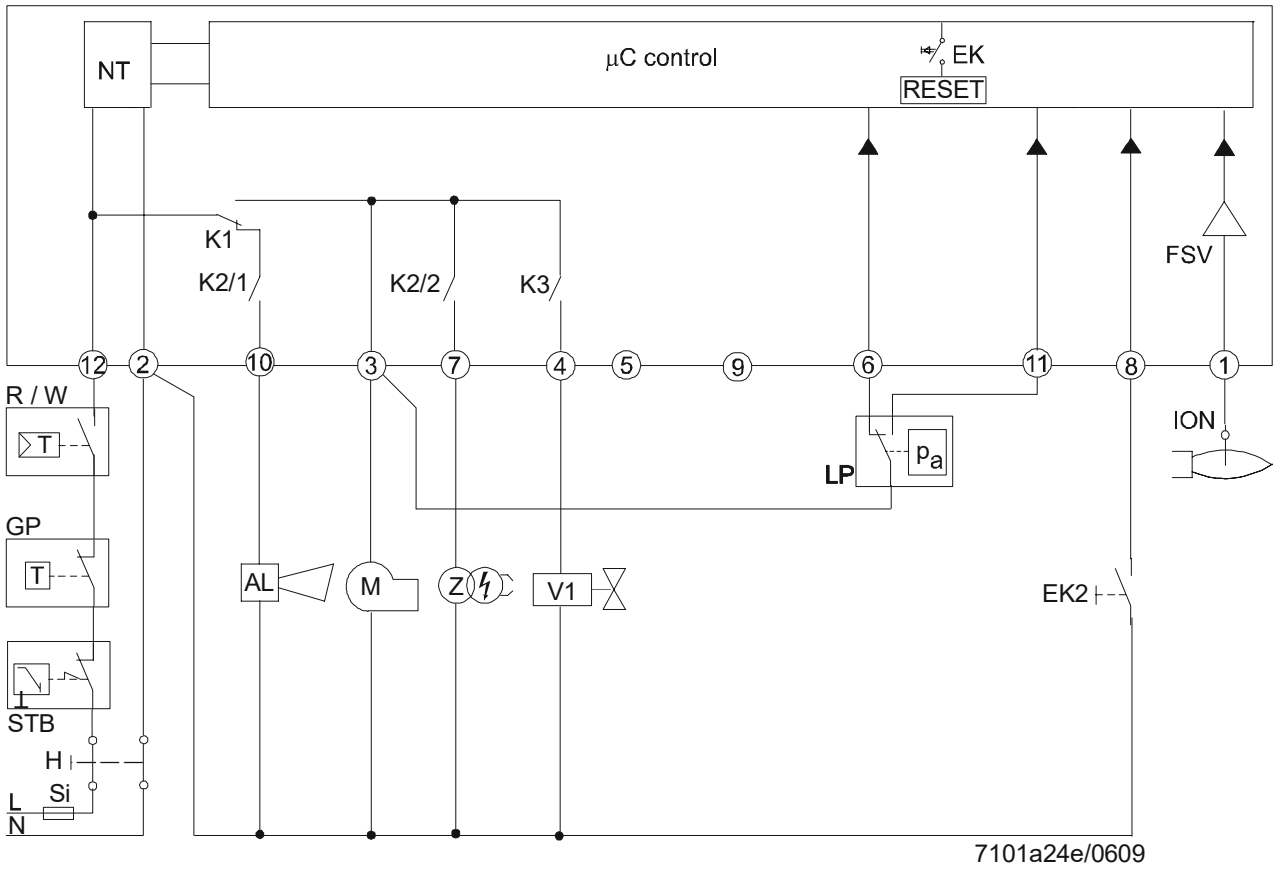 NT
μC control
EK
RESET
FSV
K1
K2/1
K2/2
K3
12
2
10
3
7
4
5
9
6
11
8
1
R / W
T
ION
LP
pa
GP
T
AL
M
Z
V1
EK2
STB
H
Si
L
N
7101a24e/0609